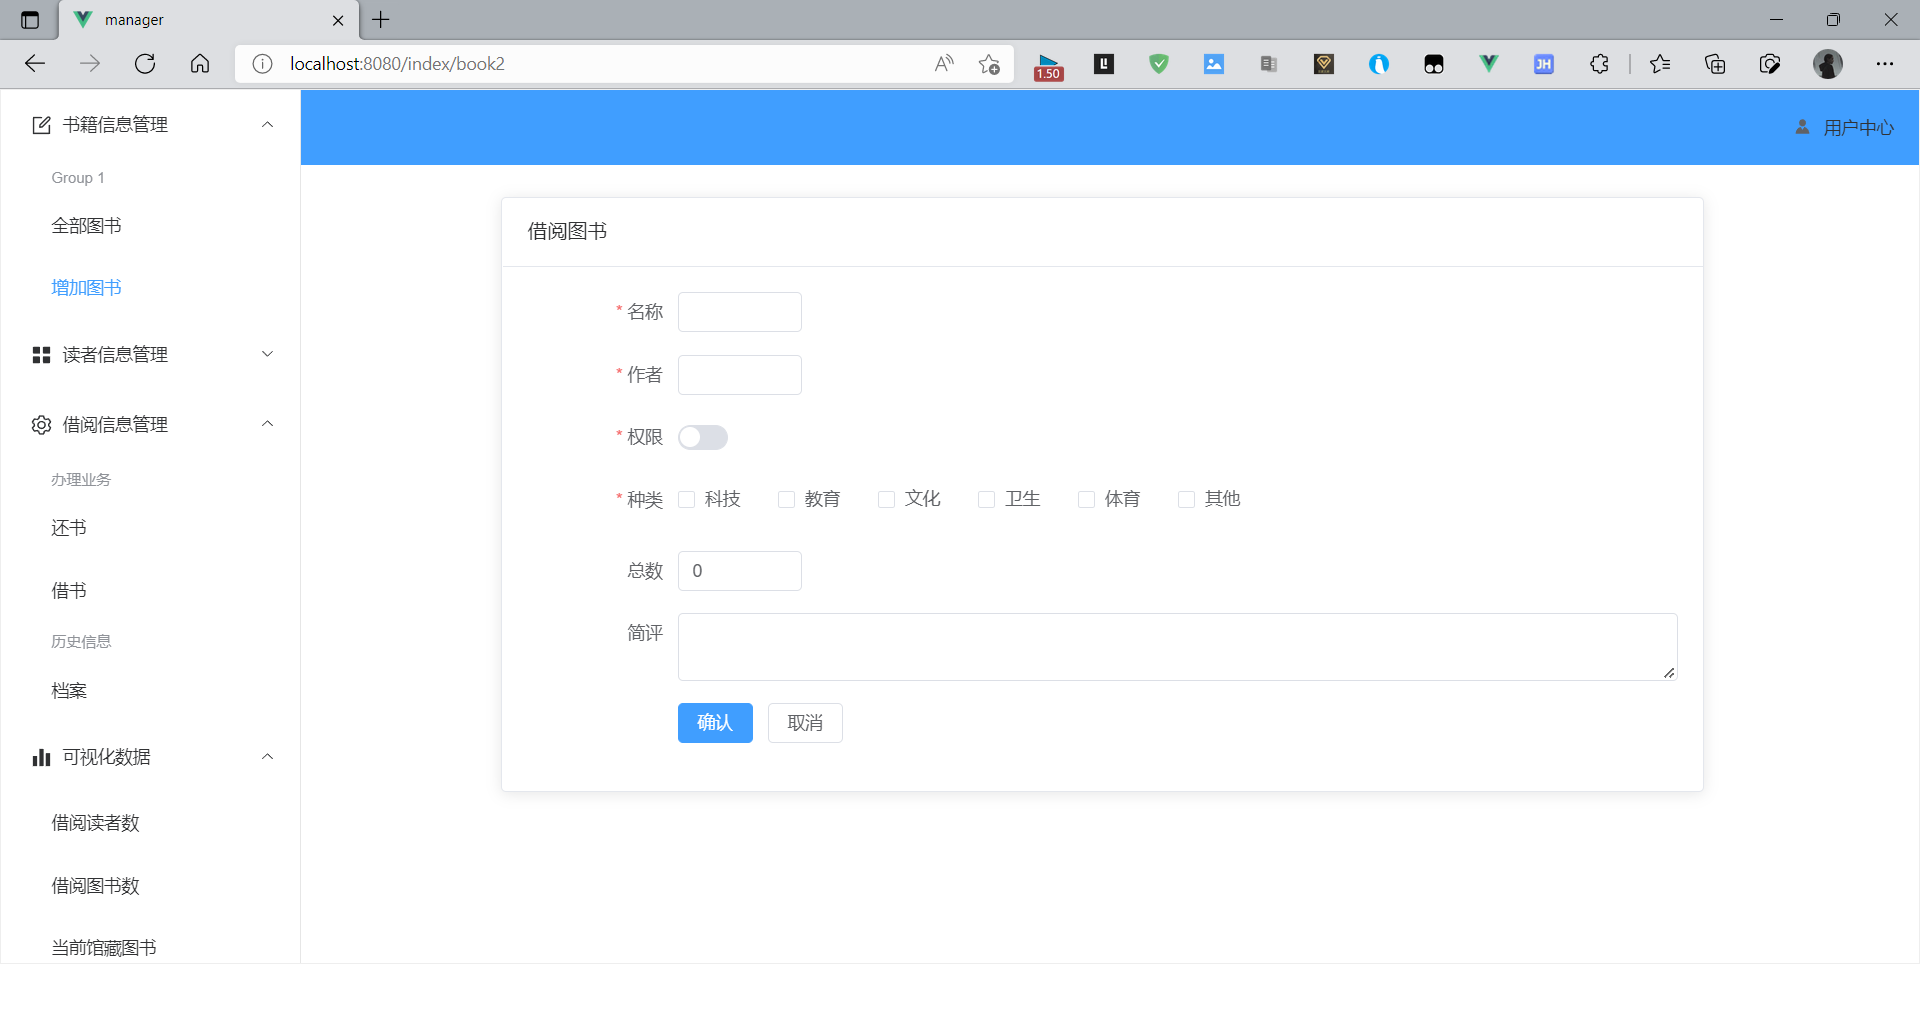 manager
localhost:8080/index/book2
1.50
JH
书籍信息管理
Group 1
全部图书
增加图书
读者信息管理
借阅信息管理
办理业务
还书
借书
历史信息
档案
可视化数据
借阅读者数
借阅图书数
当前馆藏图书
用户中心
借阅图书
* 名称
* 作者
* 权限
* 种类 科技 教育 文化 卫生 体育 其他
总数 0
简评
确认 取消